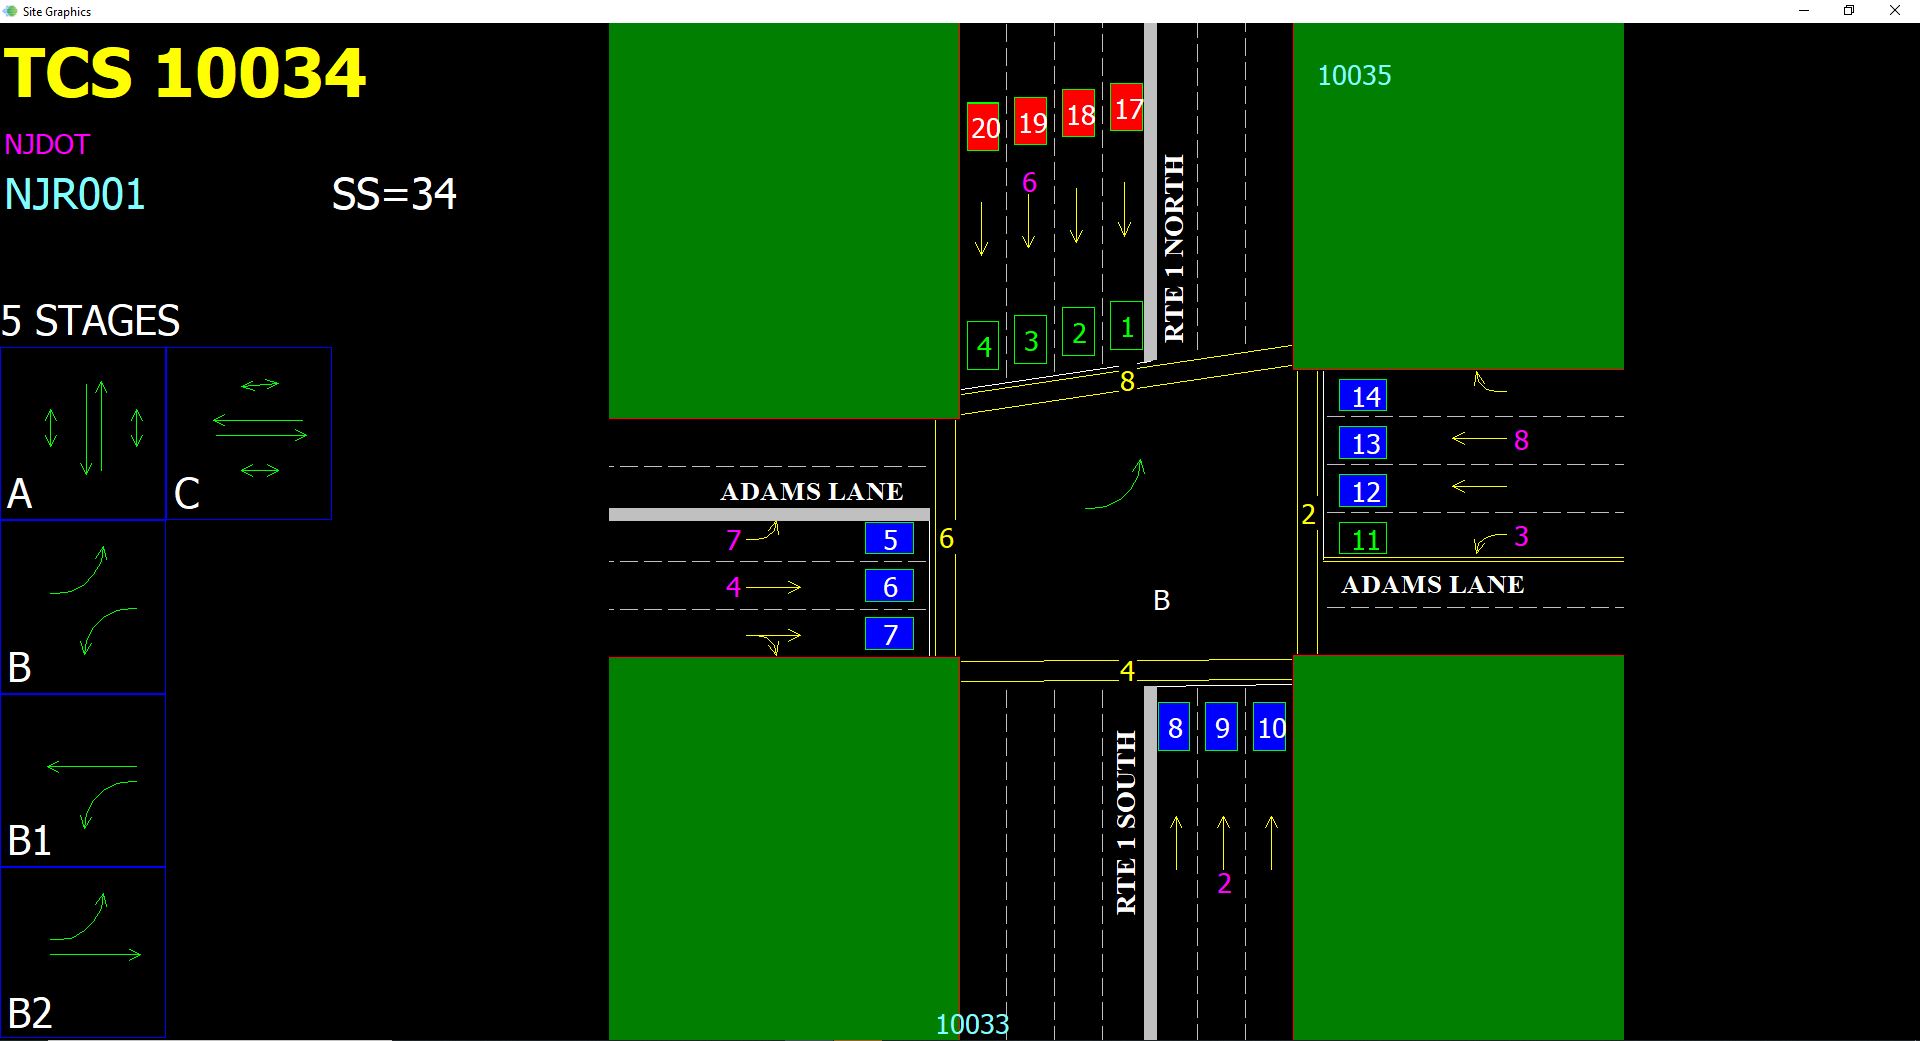 Site Graphics
TCS 10034
NJDOT
NJR001 SS=34
5 STAGES
A
C
B
B1
B2
20 19 18 17
6
RTE 1 NORTH
10035
4 3 2 1
8
14
13 8
12
11 3
2
ADAMS LANE
ADAMS LANE
7 5 6
4 6
7
B
4
8 9 10
RTE 1 SOUTH
2
10033